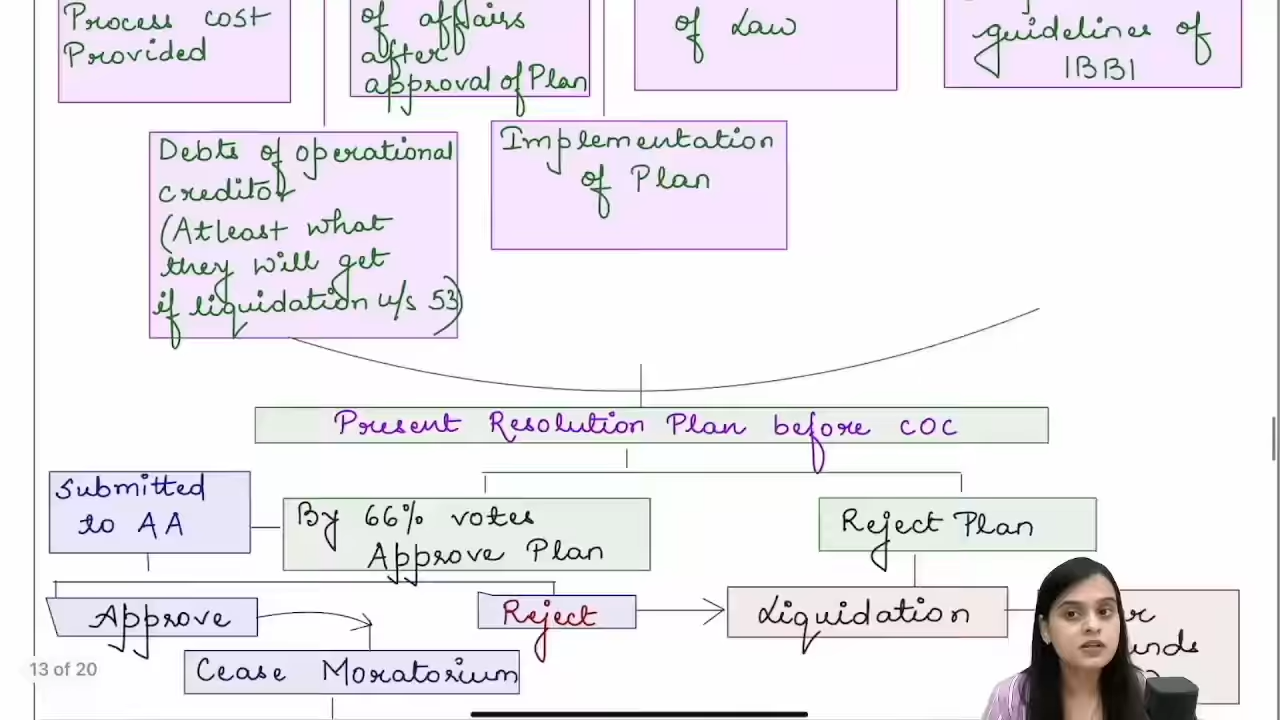 Process cost
Provided
of affairs
after
approval of Plan
of Law
guidelines of
IBBI
Debts of operational
creditor
(Atleast what
they will get
if liquidation u/s 53)
Implementation
of Plan
Present Resolution Plan before COC
Submitted
to AA
By 66% votes
Approve Plan
Reject Plan
Approve
Reject
Liquidation
Cease Moratorium
13 of 20